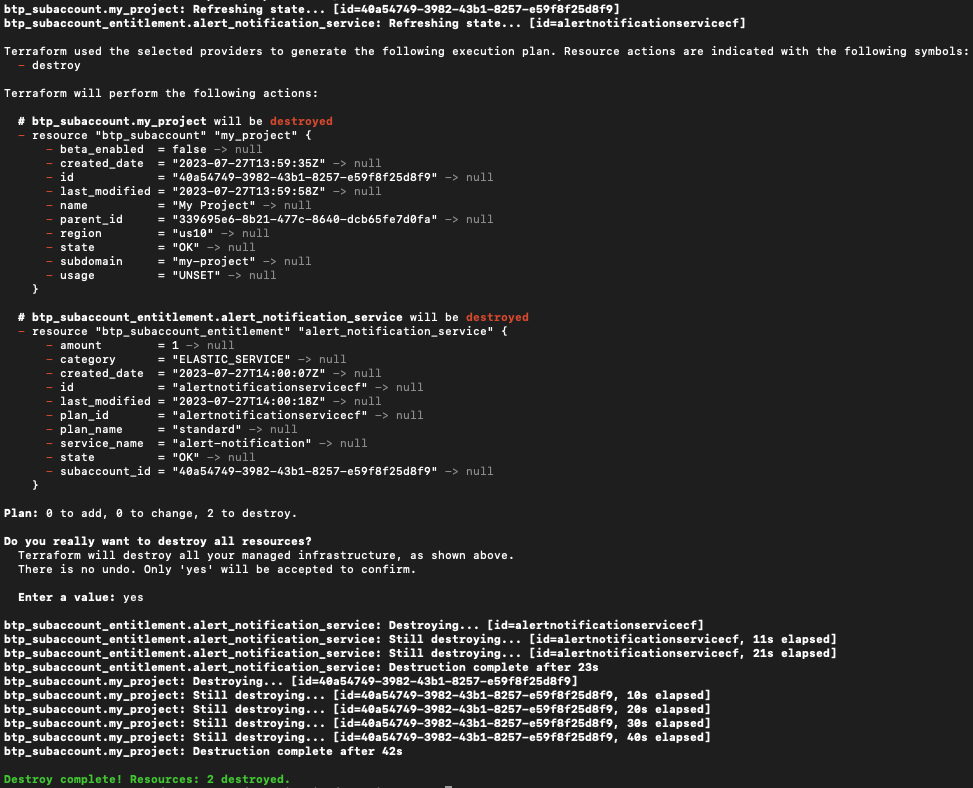 btp_subaccount.my_project: Refreshing state... [id=40a54749-3982-43b1-8257-e59f8f25d8f9]
btp_subaccount_entitlement.alert_notification_service: Refreshing state... [id=alertnotificationservicecf]

Terraform used the selected providers to generate the following execution plan. Resource actions are indicated with the following symbols:
  - destroy

Terraform will perform the following actions:

  # btp_subaccount.my_project will be destroyed
  - resource "btp_subaccount" "my_project" {
      - beta_enabled  = false -> null
      - created_date  = "2023-07-27T13:59:35Z" -> null
      - id            = "40a54749-3982-43b1-8257-e59f8f25d8f9" -> null
      - last_modified = "2023-07-27T13:59:58Z" -> null
      - name          = "My Project" -> null
      - parent_id     = "339695e6-8b21-477c-8640-dcb65fe7d0fa" -> null
      - region        = "us10" -> null
      - state         = "OK" -> null
      - subdomain     = "my-project" -> null
      - usage         = "UNSET" -> null
    }

  # btp_subaccount_entitlement.alert_notification_service will be destroyed
  - resource "btp_subaccount_entitlement" "alert_notification_service" {
      - amount        = 1 -> null
      - category      = "ELASTIC_SERVICE" -> null
      - created_date  = "2023-07-27T14:00:07Z" -> null
      - id            = "alertnotificationservicecf" -> null
      - last_modified = "2023-07-27T14:00:18Z" -> null
      - plan_id       = "alertnotificationservicecf" -> null
      - plan_name     = "standard" -> null
      - service_name  = "alert-notification" -> null
      - state         = "OK" -> null
      - subaccount_id = "40a54749-3982-43b1-8257-e59f8f25d8f9" -> null
    }

Plan: 0 to add, 0 to change, 2 to destroy.

Do you really want to destroy all resources?
  Terraform will destroy all your managed infrastructure, as shown above.
  There is no undo. Only 'yes' will be accepted to confirm.

  Enter a value: yes

btp_subaccount_entitlement.alert_notification_service: Destroying... [id=alertnotificationservicecf]
btp_subaccount_entitlement.alert_notification_service: Still destroying... [id=alertnotificationservicecf, 11s elapsed]
btp_subaccount_entitlement.alert_notification_service: Still destroying... [id=alertnotificationservicecf, 21s elapsed]
btp_subaccount_entitlement.alert_notification_service: Destruction complete after 23s
btp_subaccount.my_project: Destroying... [id=40a54749-3982-43b1-8257-e59f8f25d8f9]
btp_subaccount.my_project: Still destroying... [id=40a54749-3982-43b1-8257-e59f8f25d8f9, 10s elapsed]
btp_subaccount.my_project: Still destroying... [id=40a54749-3982-43b1-8257-e59f8f25d8f9, 20s elapsed]
btp_subaccount.my_project: Still destroying... [id=40a54749-3982-43b1-8257-e59f8f25d8f9, 30s elapsed]
btp_subaccount.my_project: Still destroying... [id=40a54749-3982-43b1-8257-e59f8f25d8f9, 40s elapsed]
btp_subaccount.my_project: Destruction complete after 42s

Destroy complete! Resources: 2 destroyed.